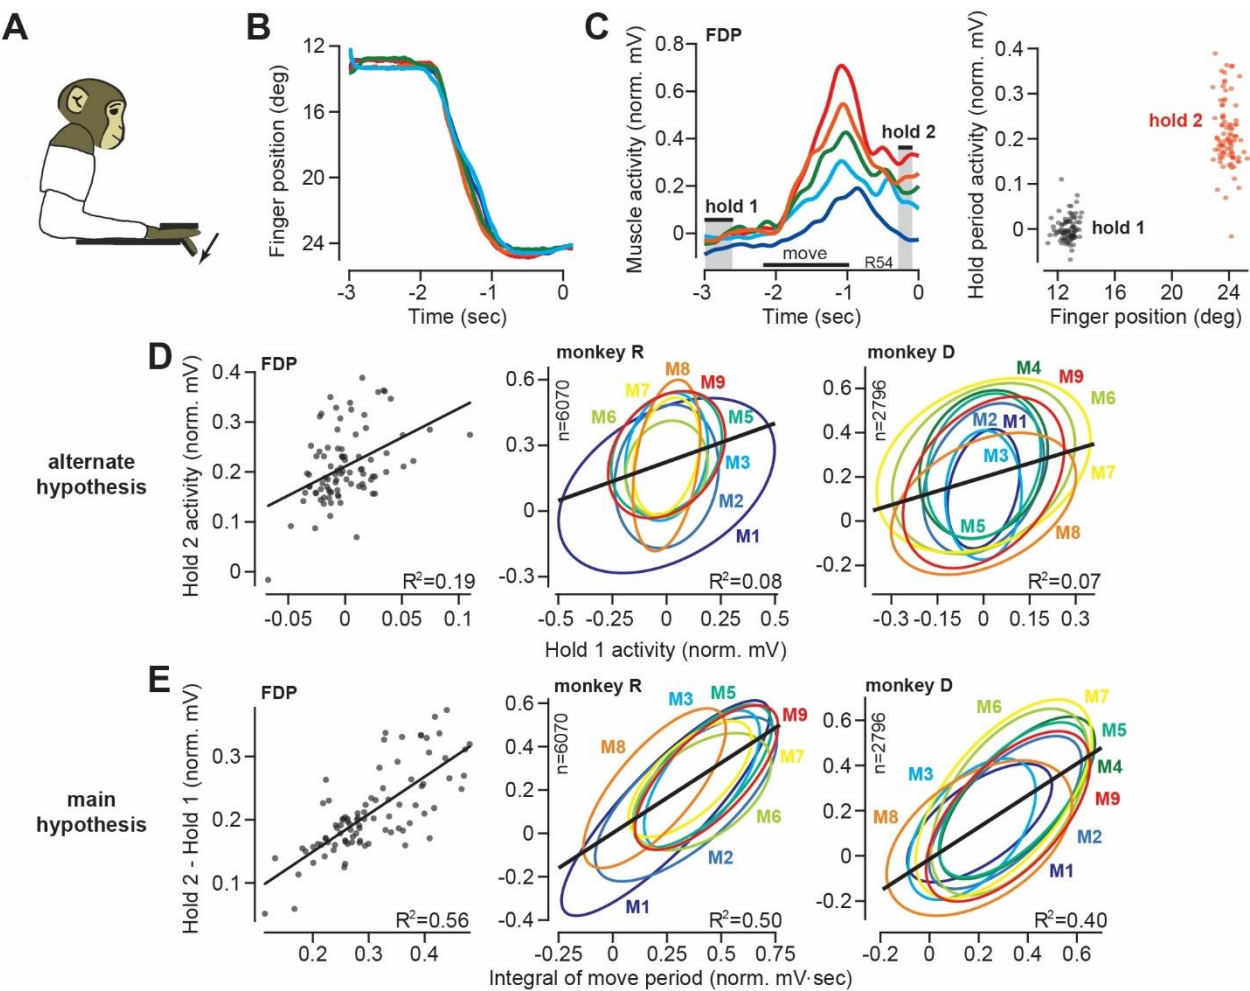 A
B
C
12
16
20
24
Finger position (deg)
-3
-2
-1
0
Time (sec)
FDP
0.8
0.6
0.4
0.2
0
Muscle activity (norm. mV)
hold 1
hold 2
move
R54
-3
-2
-1
0
Time (sec)
0.4
0.3
0.2
0.1
0
Hold period activity (norm. mV)
hold 2
hold 1
12
16
20
24
Finger position (deg)
D
alternate
hypothesis
FDP
0.4
0.3
0.2
0.1
0
Hold 2 activity (norm. mV)
R²=0.19
-0.05
0
0.05
0.1
monkey R
n=6070
0.6
0.3
0
-0.3
M8
M7
M9
M6
M5
M3
M2
M1
R²=0.08
-0.5
-0.25
0
0.25
0.5
Hold 1 activity (norm. mV)
monkey D
n=2796
0.6
0.4
0.2
0
-0.2
M4
M9
M6
M2
M1
M3
M7
M5
M8
R²=0.07
-0.3
-0.15
0
0.15
0.3
E
main
hypothesis
FDP
0.3
0.2
0.1
Hold 2 - Hold 1 (norm. mV)
R²=0.56
0.2
0.3
0.4
monkey R
n=6070
0.6
0.4
0.2
0
-0.2
-0.4
M3
M5
M9
M8
M7
M6
M2
M1
R²=0.50
-0.25
0
0.25
0.5
0.75
Integral of move period (norm. mV·sec)
monkey D
n=2796
0.6
0.4
0.2
0
-0.2
M7
M6
M5
M3
M4
M9
M8
M2
M1
R²=0.40
-0.2
0
0.2
0.4
0.6